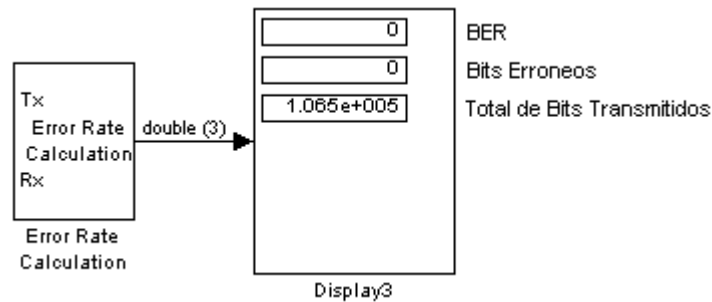 Tx
Error Rate
Calculation
Rx
Error Rate
Calculation
double (3)
0
0
1.065e+005
BER
Bits Erroneos
Total de Bits Transmitidos
Display3